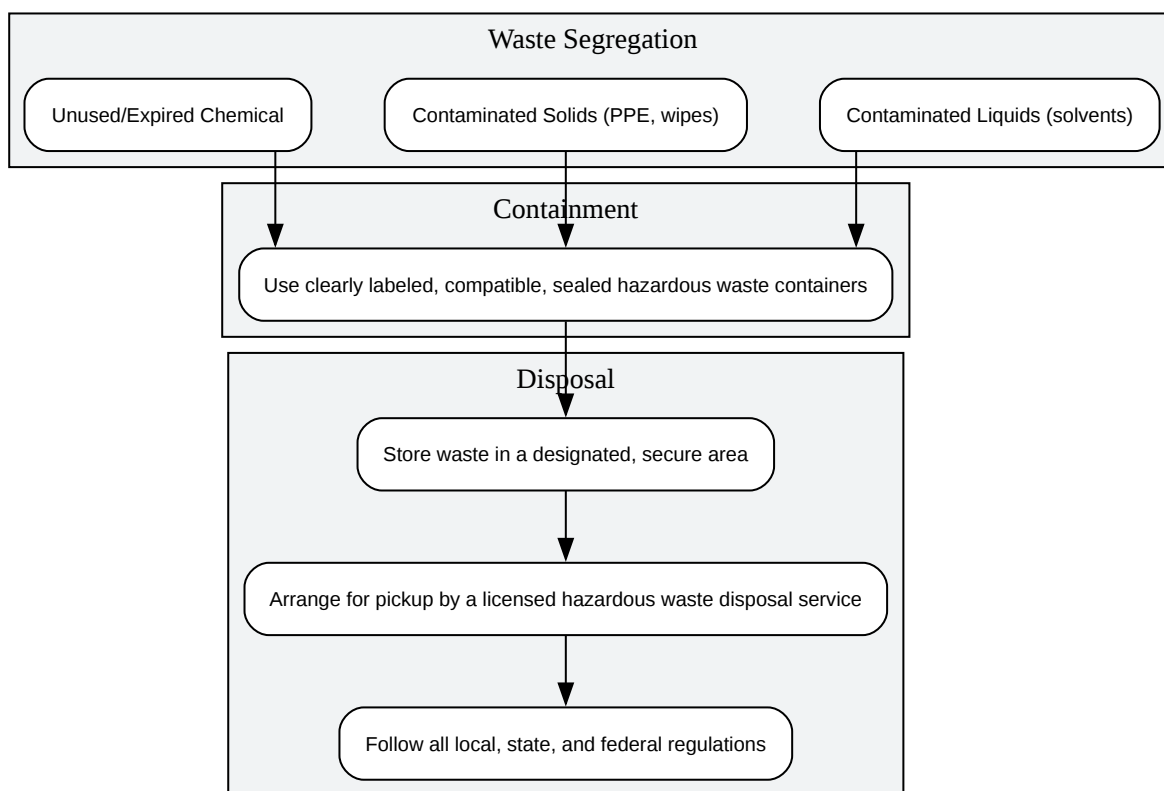 Waste Segregation
Unused/Expired Chemical
Contaminated Solids (PPE, wipes)
Contaminated Liquids (solvents)
Containment
Use clearly labeled, compatible, sealed hazardous waste containers
Disposal
Store waste in a designated, secure area
Arrange for pickup by a licensed hazardous waste disposal service
Follow all local, state, and federal regulations